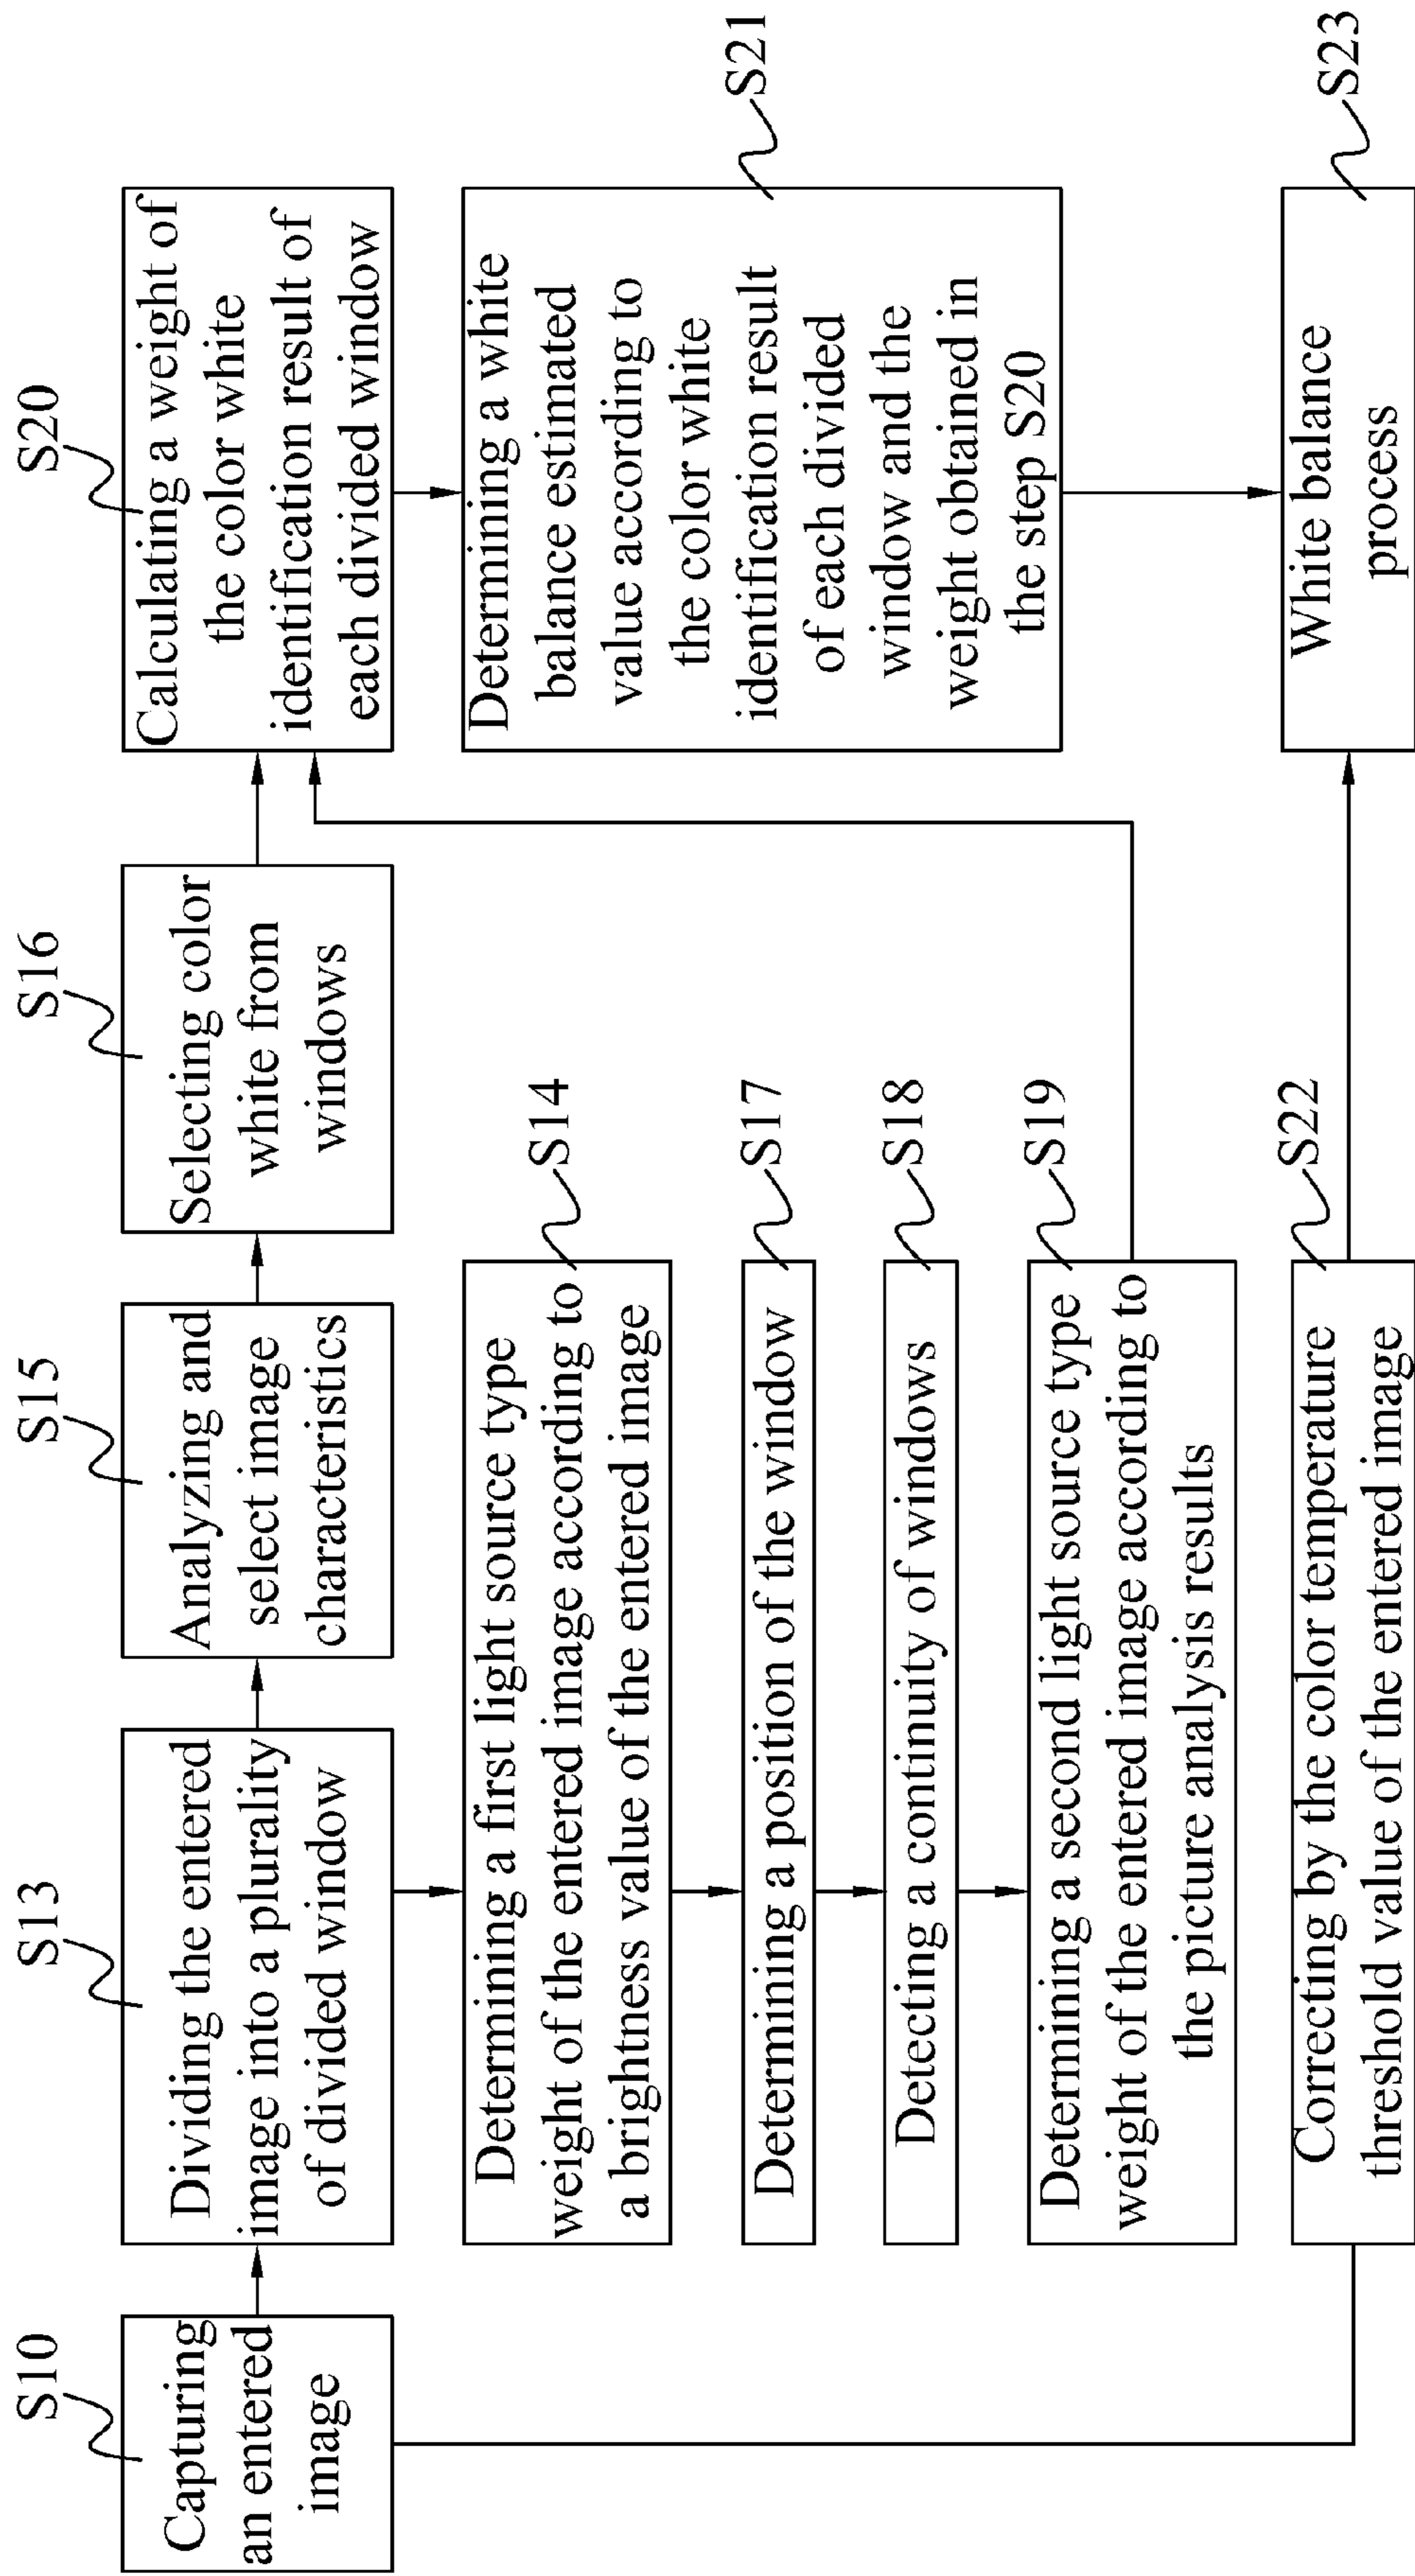 S10
Capturing
an entered
image
S13
Dividing the entered
image into a plurality
of divided window
S15
Analyzing and
select image
characteristics
S16
Selecting color
white from
windows
S20
Calculating a weight of
the color white
identification result of
each divided window
Determining a first light source type
weight of the entered image according to
a brightness value of the entered image
S14
Determining a position of the window
S17
Detecting a continuity of windows
S18
Determining a second light source type
weight of the entered image according to
the picture analysis results
S19
Determining a white
balance estimated
value according to
the color white
identification result
of each divided
window and the
weight obtained in
the step S20
S21
Correcting by the color temperature
threshold value of the entered image
S22
White balance
process
S23